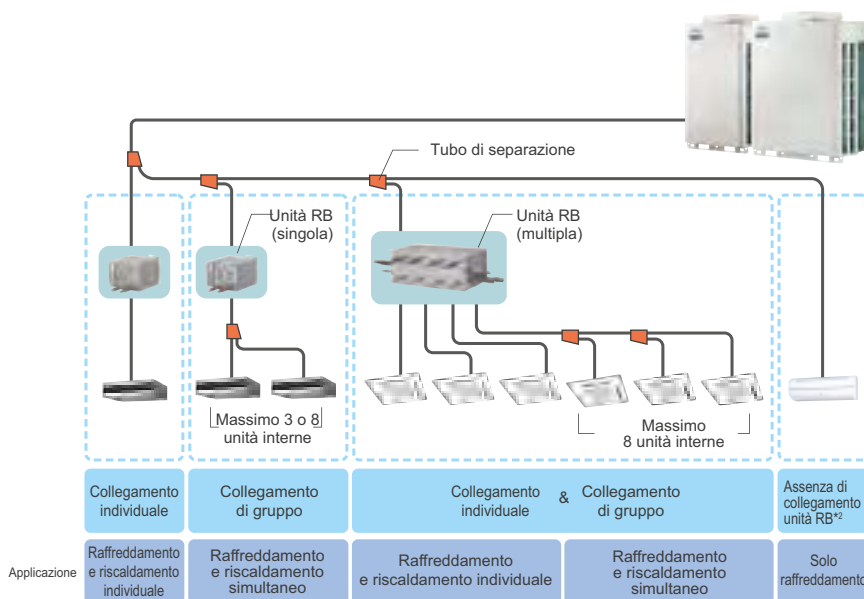 Tubo di separazione
Unità RB
(singola)
Unità RB
(multipla)
Massimo 3 o 8
unità interne
Massimo
8 unità interne
Collegamento
individuale
Collegamento
di gruppo
Collegamento
individuale
&
Collegamento
di gruppo
Assenza di
collegamento
unità RB*2
Applicazione
Raffreddamento
e riscaldamento
individuale
Raffreddamento
e riscaldamento
simultaneo
Raffreddamento
e riscaldamento individuale
Raffreddamento
e riscaldamento
simultaneo
Solo
raffreddamento